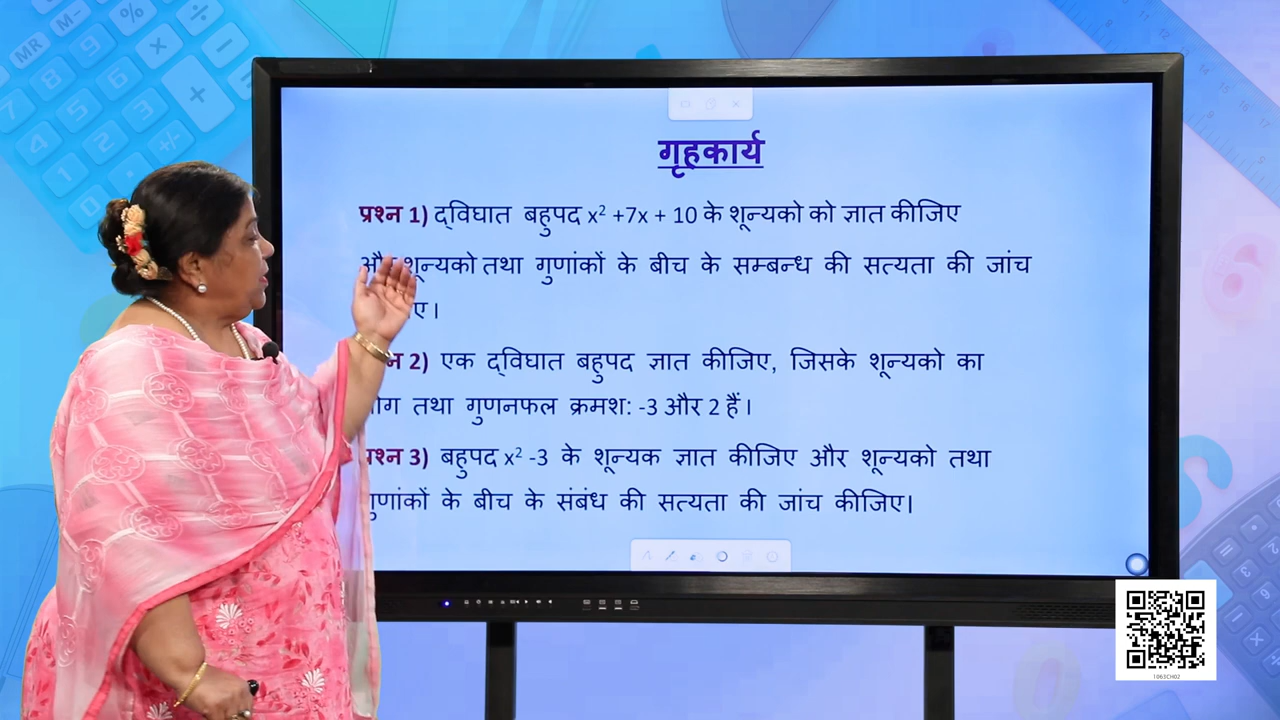 गृहकार्य
प्रश्न 1) द्विघात बहुपद x² +7x + 10 के शून्यको को ज्ञात कीजिए
शून्यको तथा गुणांकों के बीच के सम्बन्ध की सत्यता की जांच
2) एक द्विघात बहुपद ज्ञात कीजिए, जिसके शून्यको का
तथा गुणनफल क्रमश: -3 और 2 हैं।
प्रश्न 3) बहुपद x² -3 के शून्यक ज्ञात कीजिए और शून्यको तथा
गुणांकों के बीच के संबंध की सत्यता की जांच कीजिए।
1063CH02